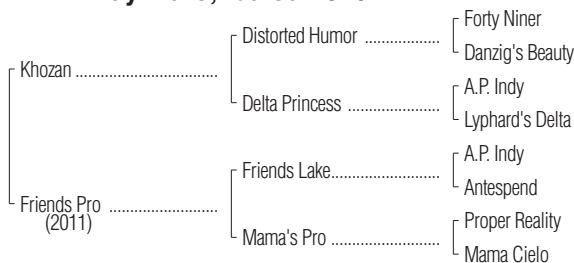 Forty Niner
Distorted Humor
Danzig's Beauty
Khozan
A.P. Indy
Delta Princess
Lyphard's Delta
A.P. Indy
Friends Lake
Antespend
Friends Pro
(2011)
Proper Reality
Mama's Pro
Mama Cielo